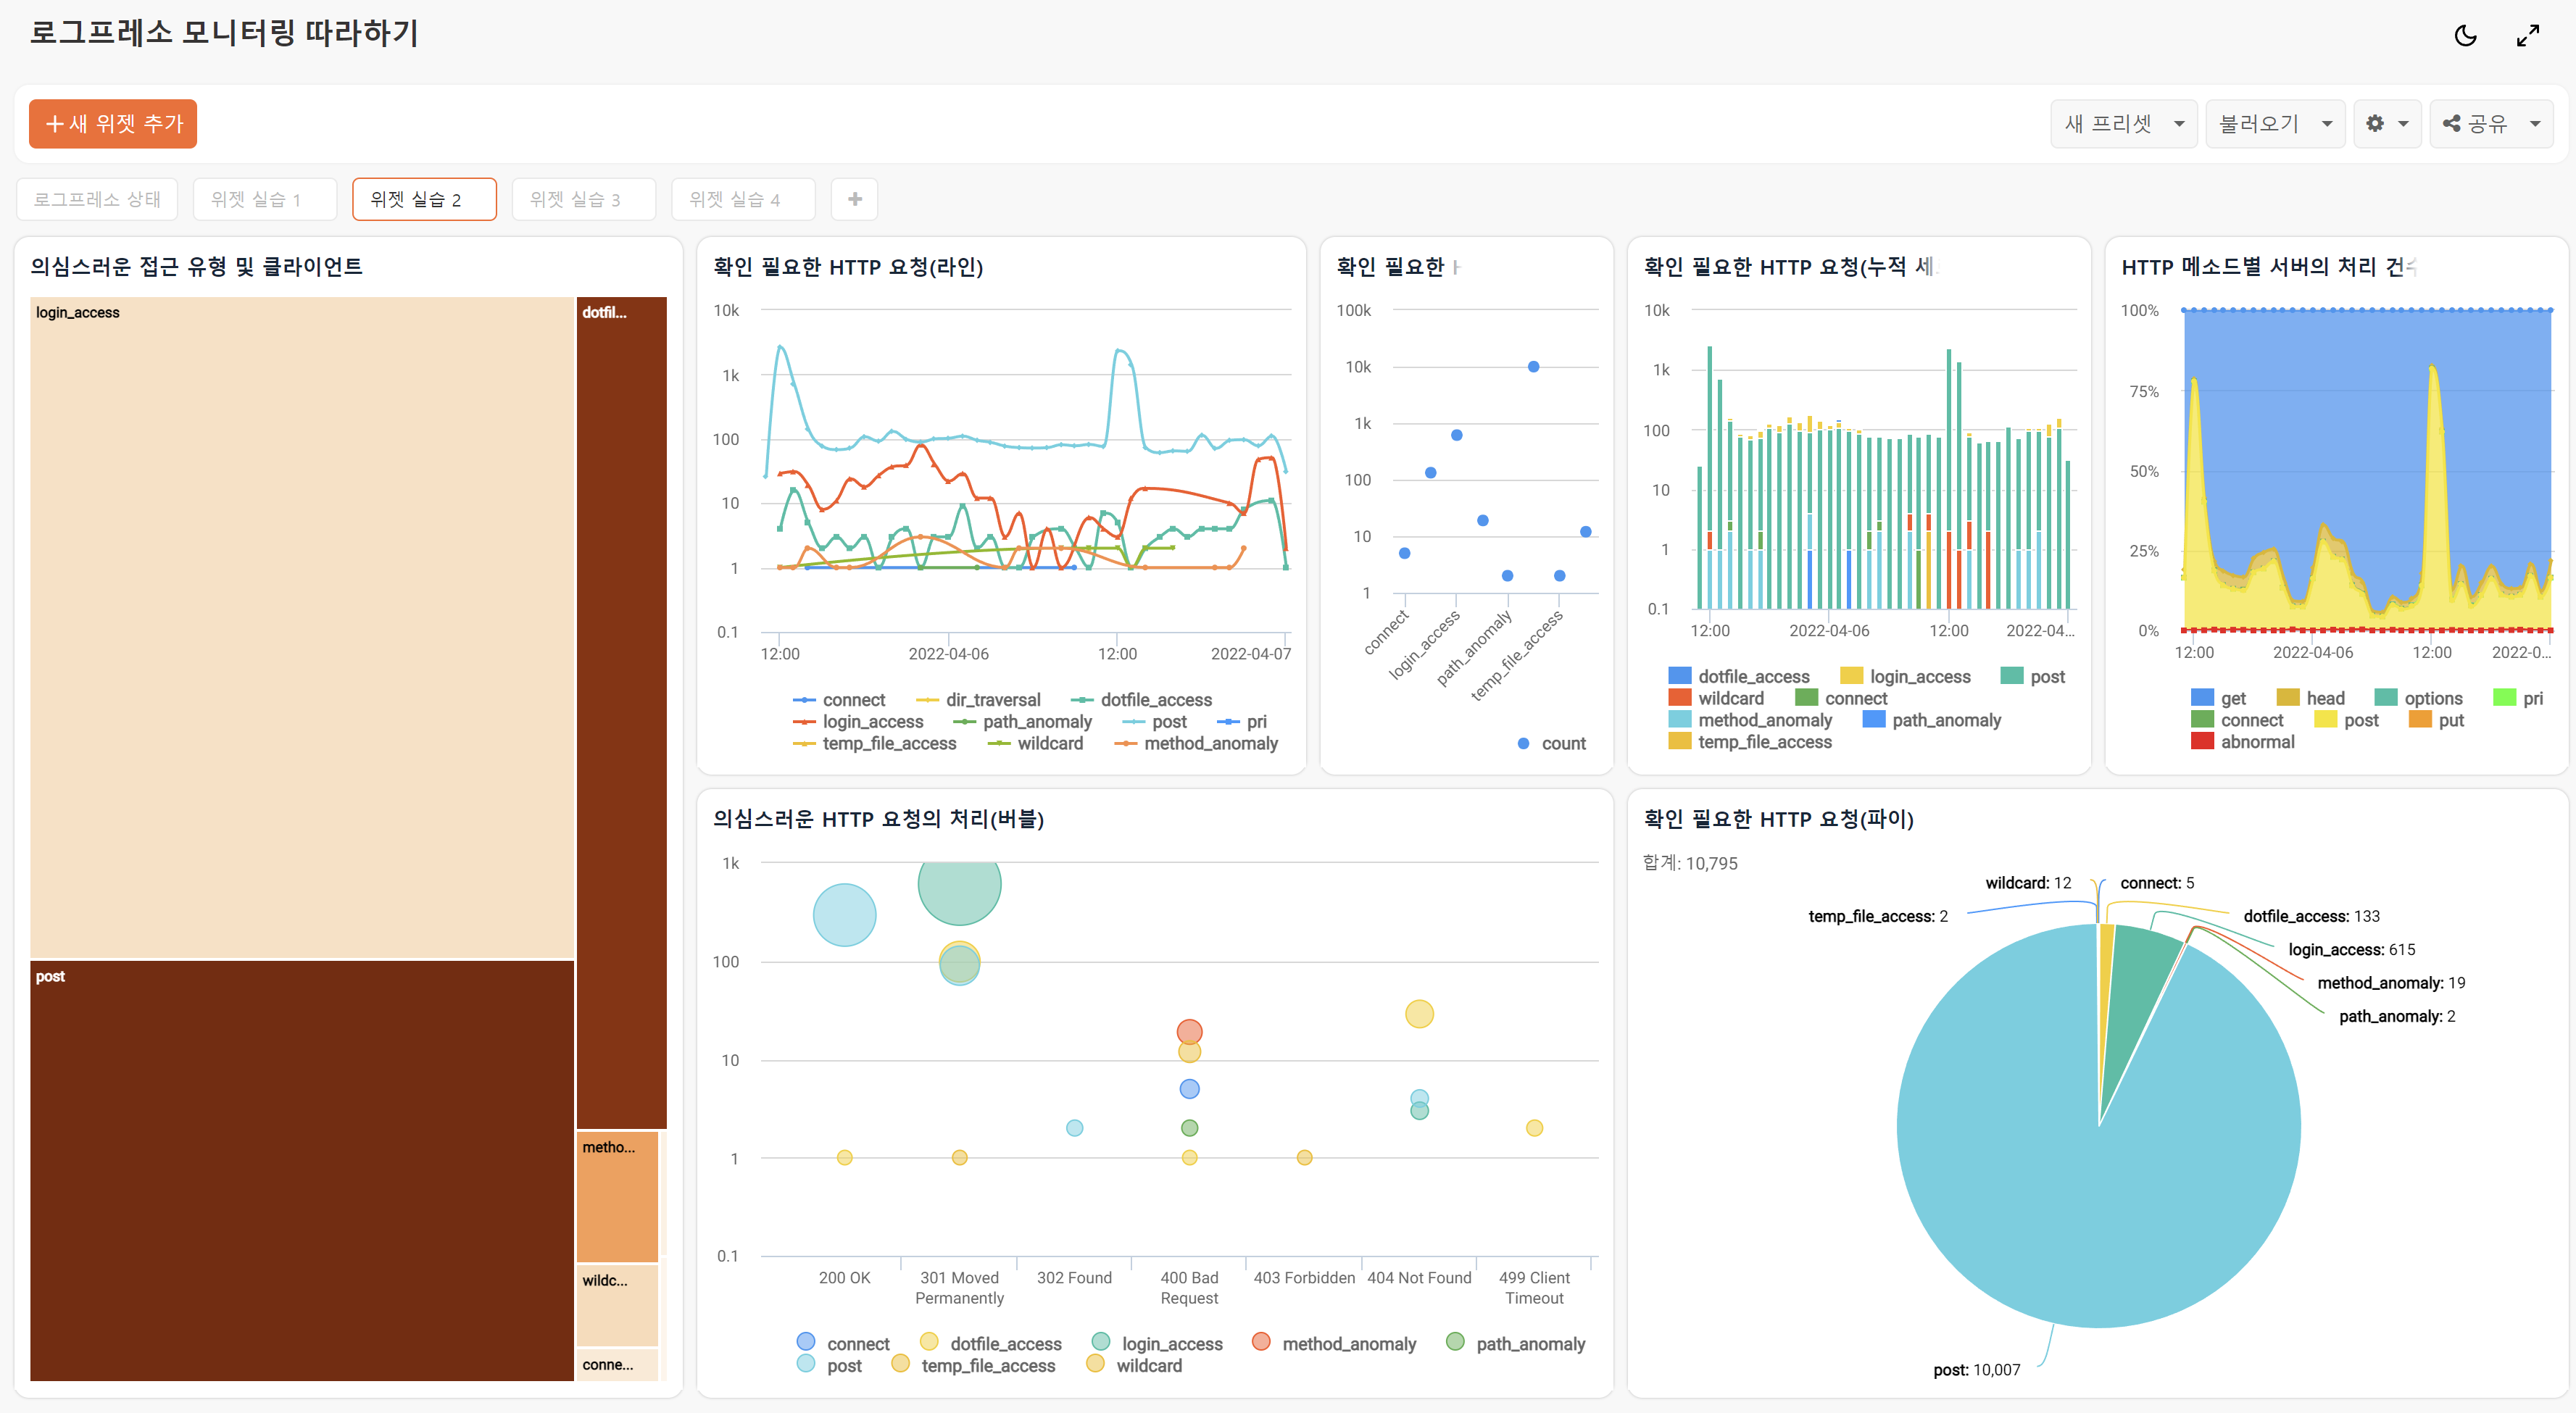 로그프레소 모니터링 따라하기
새 위젯 추가
새 프리셋
불러오기
공유
로그프레소 상태
위젯 실습 1
위젯 실습 2
위젯 실습 3
위젯 실습 4
의심스러운 접근 유형 및 클라이언트
login_access
dotfil...
post
metho...
wildc...
conne...
확인 필요한 HTTP 요청(라인)
10k
1k
100
10
1
0.1
12:00
2022-04-06
12:00
2022-04-07
connect dir_traversal dotfile_access
login_access path_anomaly post pri
temp_file_access wildcard method_anomaly
확인 필요한
100k
10k
1k
100
10
1
connect
login_access
path_anomaly
temp_file_access
count
확인 필요한 HTTP 요청(누적 세
10k
1k
100
10
1
0.1
12:00
2022-04-06
12:00
2022-04...
dotfile_access login_access post
wildcard connect
method_anomaly path_anomaly
temp_file_access
HTTP 메소드별 서버의 처리 건
100%
75%
50%
25%
0%
12:00
2022-04-06
12:00
2022-0...
get head options pri
connect post put
abnormal
의심스러운 HTTP 요청의 처리(버블)
1k
100
10
1
0.1
200 OK
301 Moved
Permanently
302 Found
400 Bad
Request
403 Forbidden
404 Not Found
499 Client
Timeout
connect dotfile_access login_access method_anomaly path_anomaly
post temp_file_access wildcard
확인 필요한 HTTP 요청(파이)
합계: 10,795
wildcard: 12
connect: 5
temp_file_access: 2
dotfile_access: 133
login_access: 615
method_anomaly: 19
path_anomaly: 2
post: 10,007